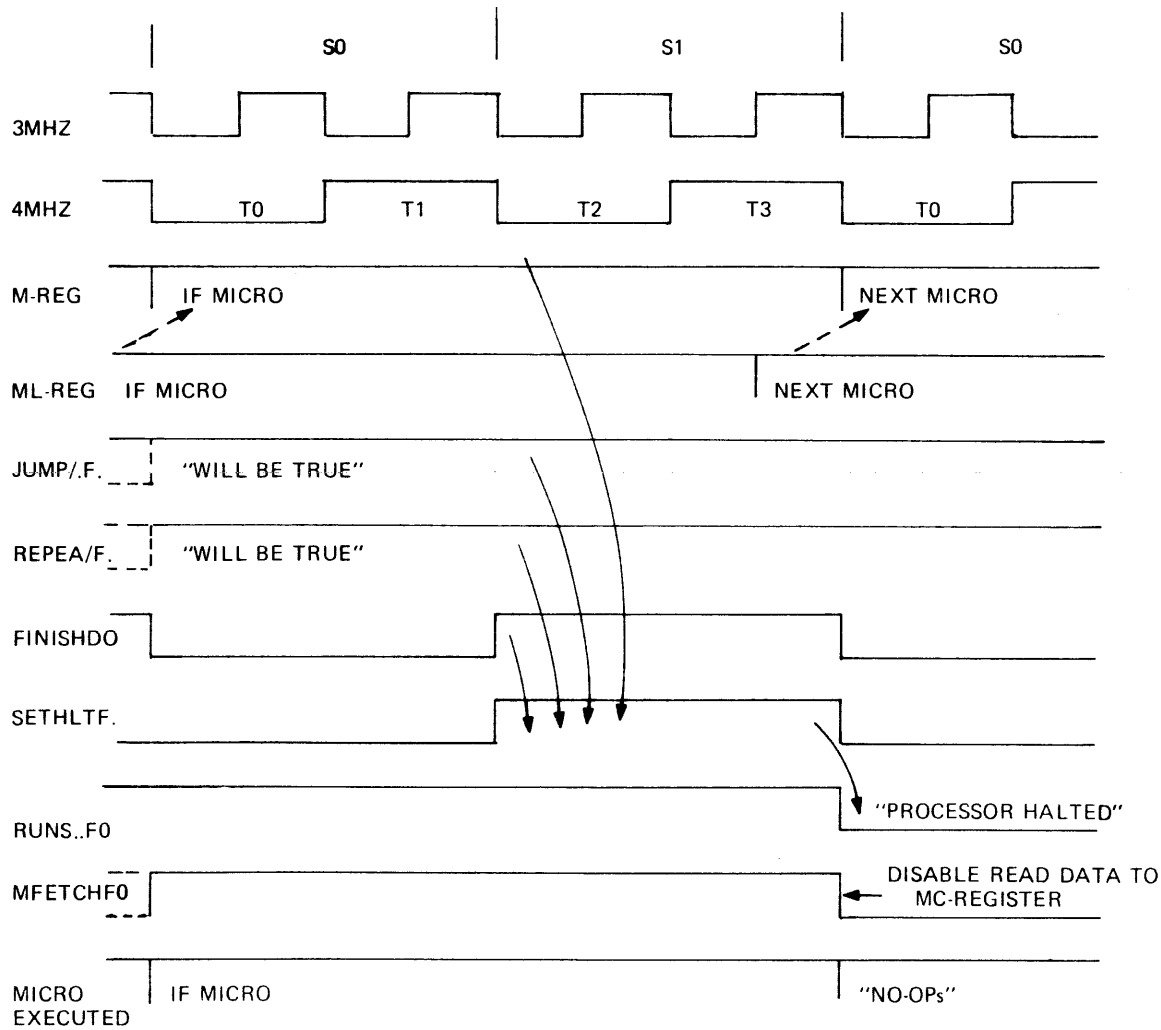 S0 S1 S0
3MHZ
4MHZ T0 T1 T2 T3 T0
M-REG IF MICRO NEXT MICRO
ML-REG IF MICRO NEXT MICRO
JUMP/.F. "WILL BE TRUE"
REPEA/F. "WILL BE TRUE"
FINISHDO
SETHLTF.
RUNS..F0 "PROCESSOR HALTED"
MFETCHF0 DISABLE READ DATA TO
MC-REGISTER
MICRO IF MICRO "NO-OPs"
EXECUTED